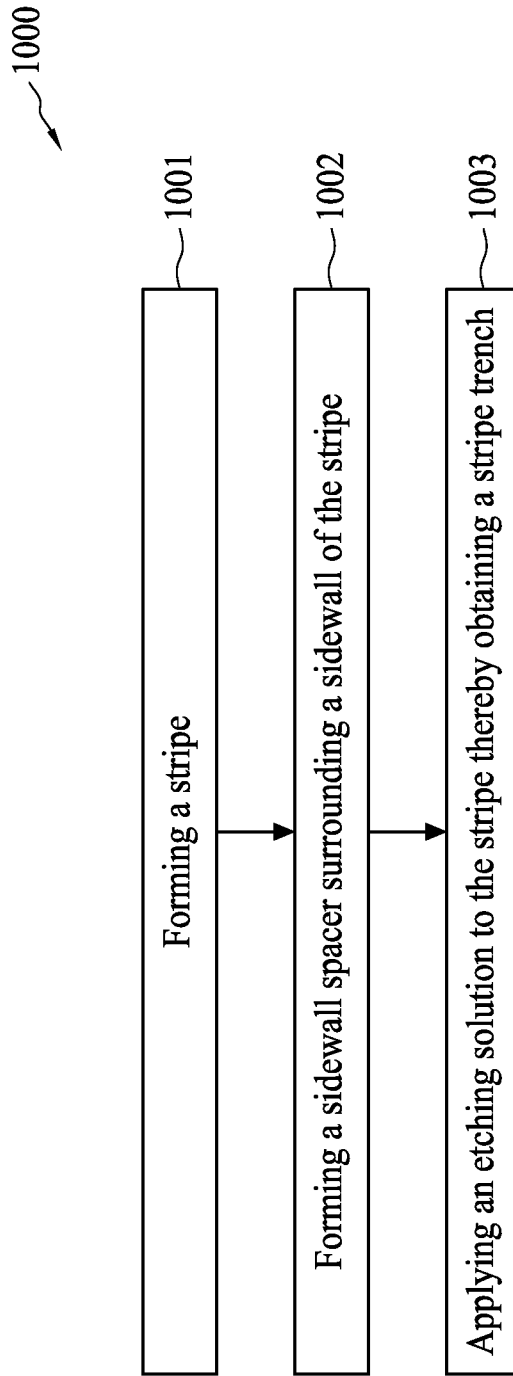 1000
Forming a stripe
1001
Forming a sidewall spacer surrounding a sidewall of the stripe
1002
Applying an etching solution to the stripe thereby obtaining a stripe trench
1003